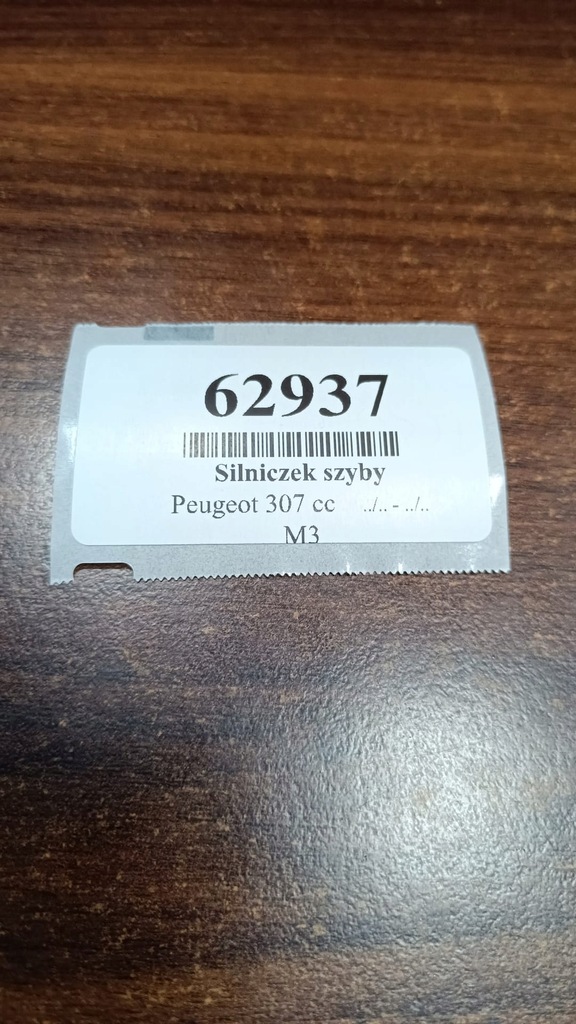 62937
Silniczek szyby
Peugeot 307 cc ../.. - ../..
M3